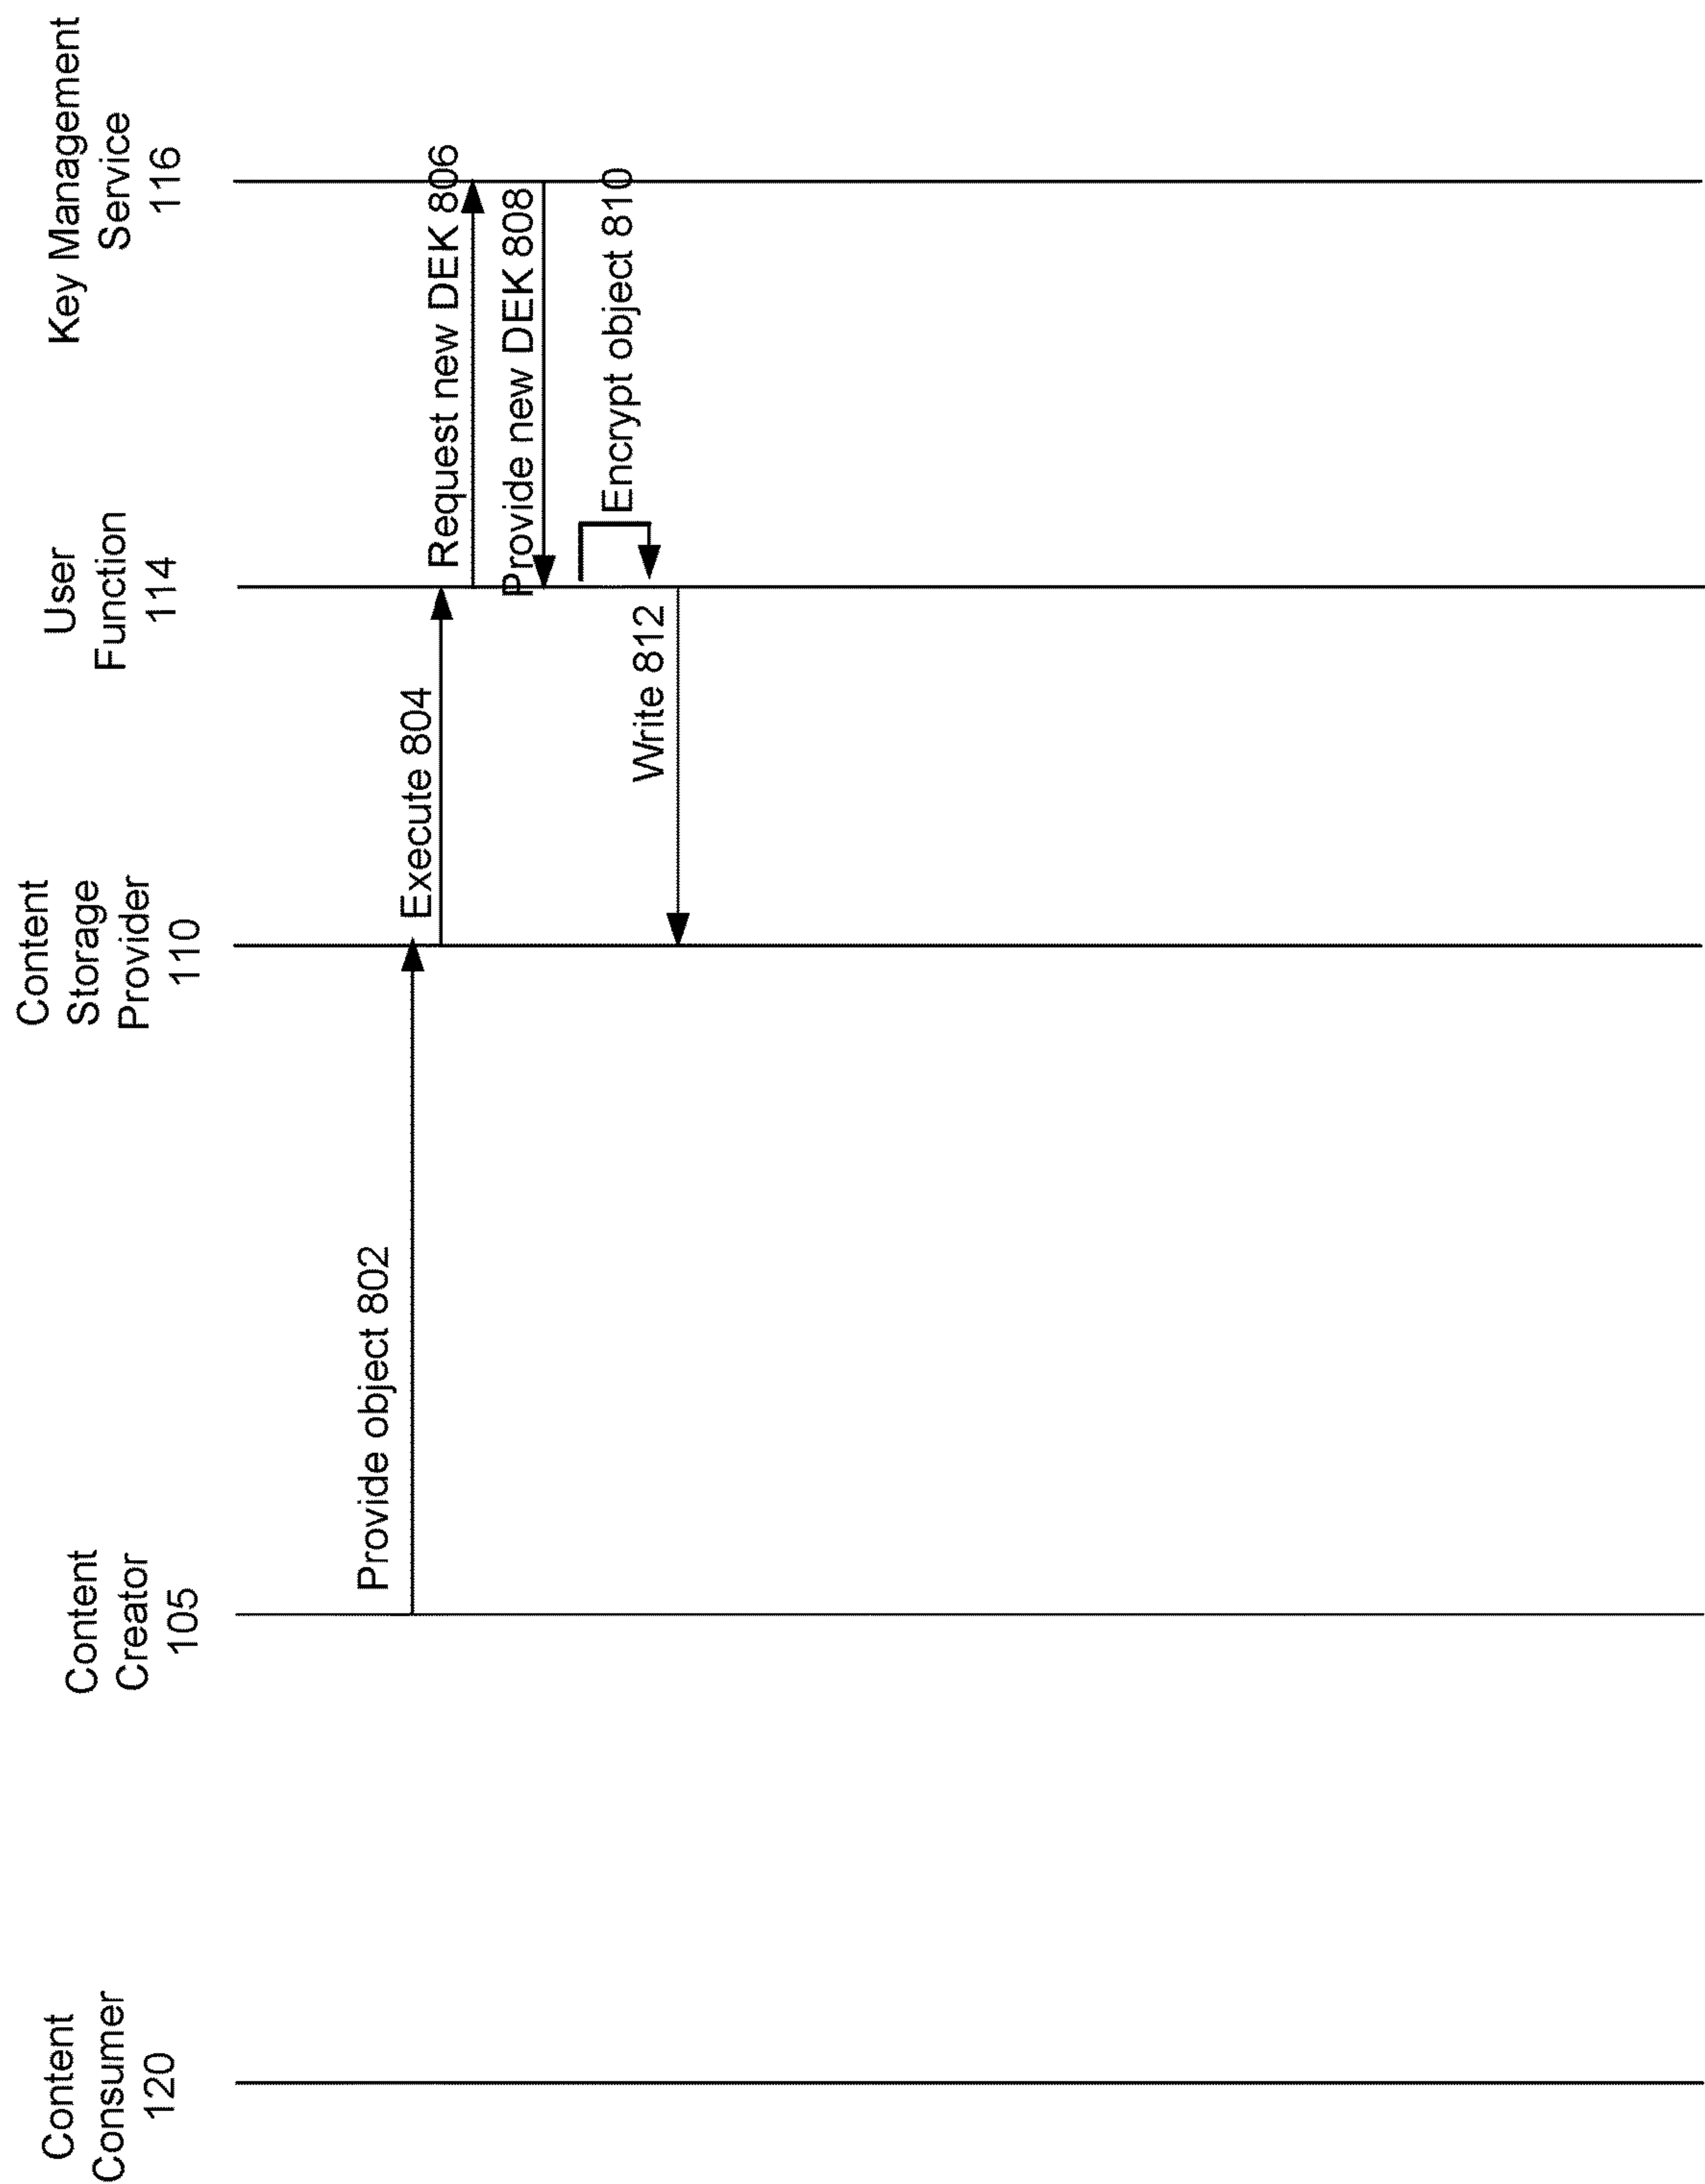 Content
Consumer
120
Content
Creator
105
Content
Storage
Provider
110
User
Function
114
Key Management
Service
116
Provide object 802
Execute 804
Request new DEK 806
Provide new DEK 808
Encrypt object 810
Write 812